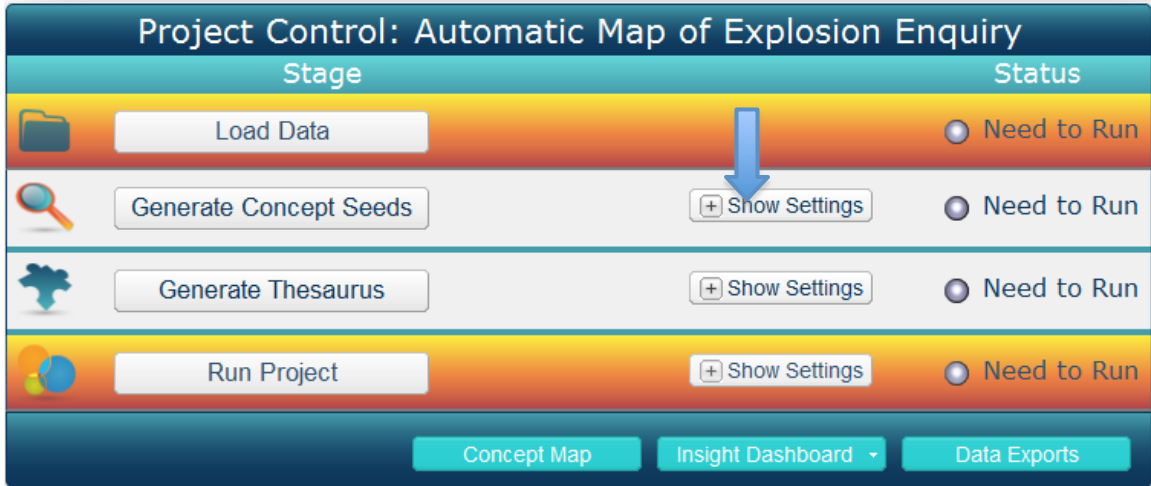 Project Control: Automatic Map of Explosion Enquiry
Stage Status
Load Data Need to Run
Generate Concept Seeds + Show Settings Need to Run
Generate Thesaurus + Show Settings Need to Run
Run Project + Show Settings Need to Run
Concept Map Insight Dashboard Data Exports